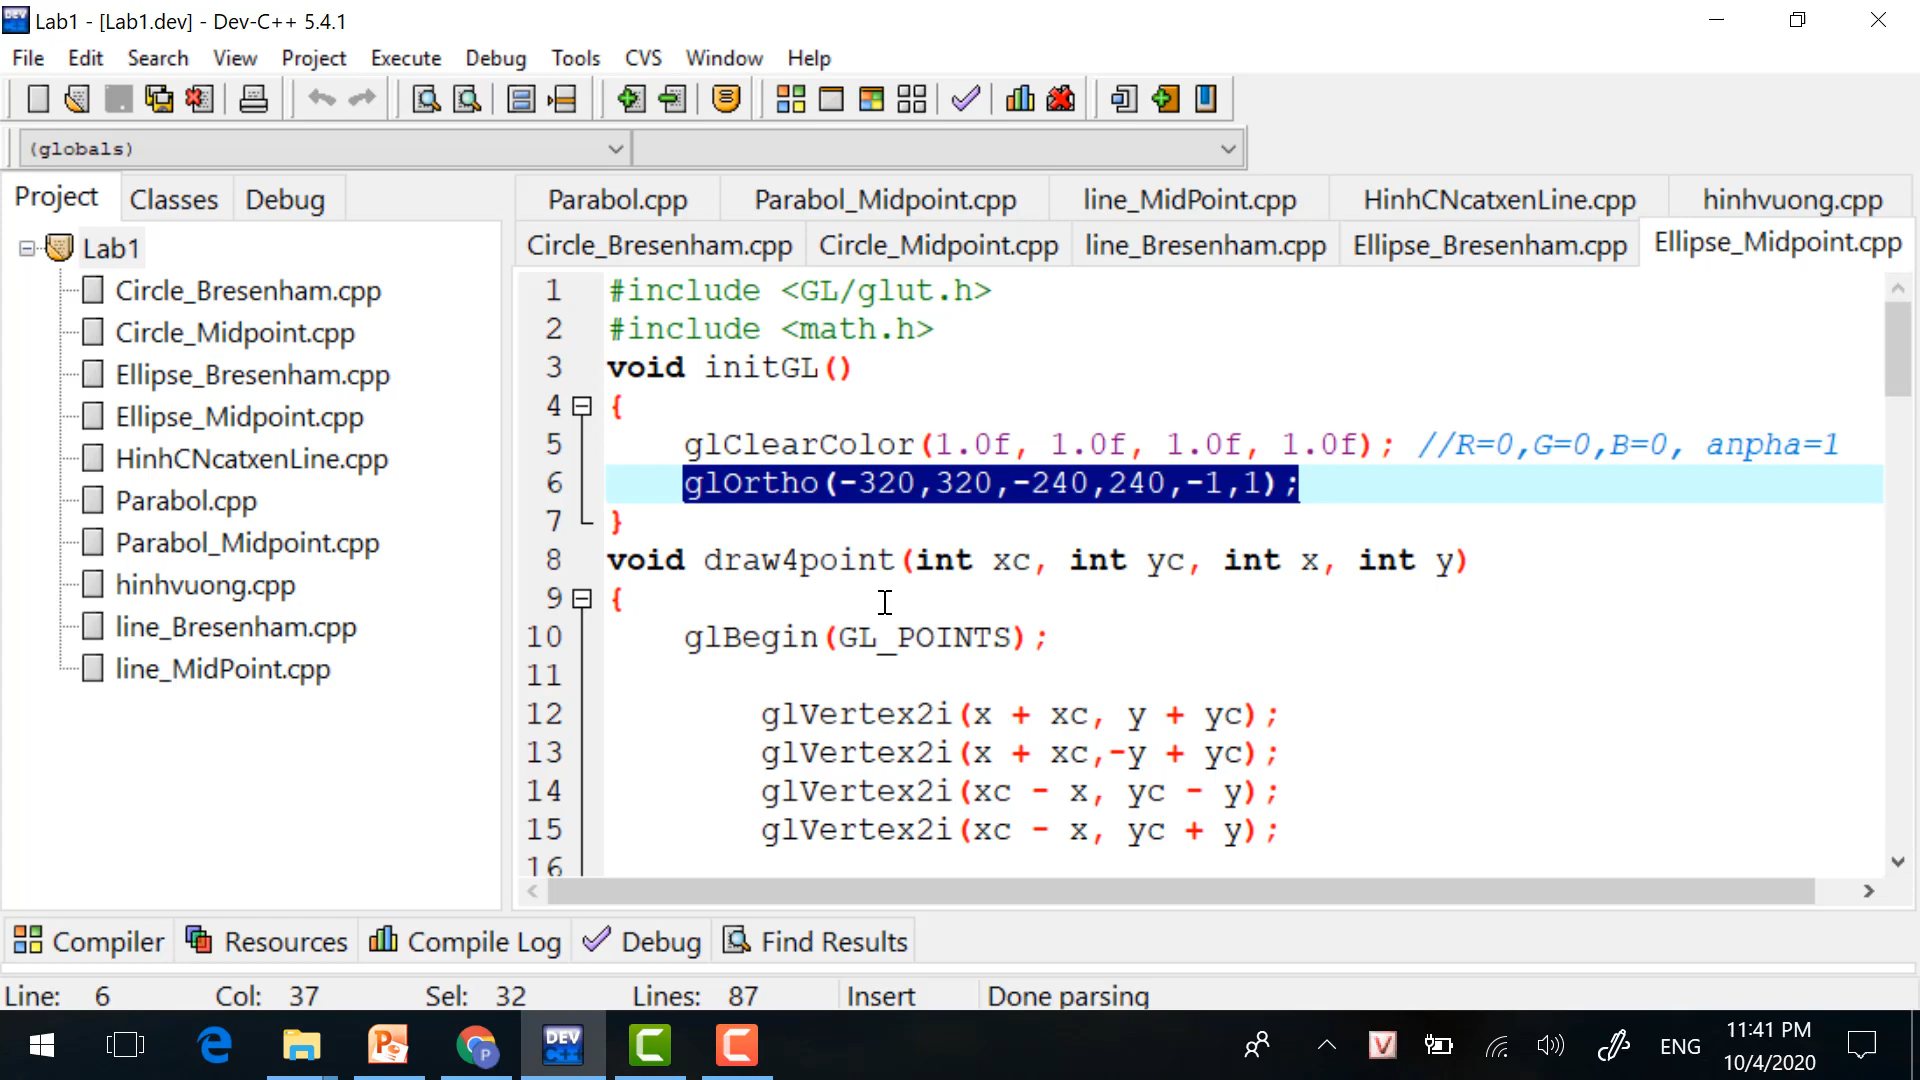 Lab1 - [Lab1.dev] - Dev-C++ 5.4.1
File Edit Search View Project Execute Debug Tools CVS Window Help
(globals)
Project Classes Debug
Lab1
Circle_Bresenham.cpp
Circle_Midpoint.cpp
Ellipse_Bresenham.cpp
Ellipse_Midpoint.cpp
HinhCNcatxenLine.cpp
Parabol.cpp
Parabol_Midpoint.cpp
hinhvuong.cpp
line_Bresenham.cpp
line_MidPoint.cpp
Parabol.cpp Parabol_Midpoint.cpp line_MidPoint.cpp HinhCNcatxenLine.cpp hinhvuong.cpp
Circle_Bresenham.cpp Circle_Midpoint.cpp line_Bresenham.cpp Ellipse_Bresenham.cpp Ellipse_Midpoint.cpp
1 #include <GL/glut.h>
2 #include <math.h>
3 void initGL()
4 {
5 glClearColor(1.0f, 1.0f, 1.0f, 1.0f); //R=0,G=0,B=0, anpha=1
6 glOrtho(-320,320,-240,240,-1,1);
7 }
8 void draw4point(int xc, int yc, int x, int y)
9 {
10 glBegin(GL_POINTS);
11
12 glVertex2i(x + xc, y + yc);
13 glVertex2i(x + xc,-y + yc);
14 glVertex2i(xc - x, yc - y);
15 glVertex2i(xc - x, yc + y);
16
Compiler Resources Compile Log Debug Find Results
Line: 6 Col: 37 Sel: 32 Lines: 87 Insert Done parsing
DEV C++ ENG 11:41 PM
10/4/2020